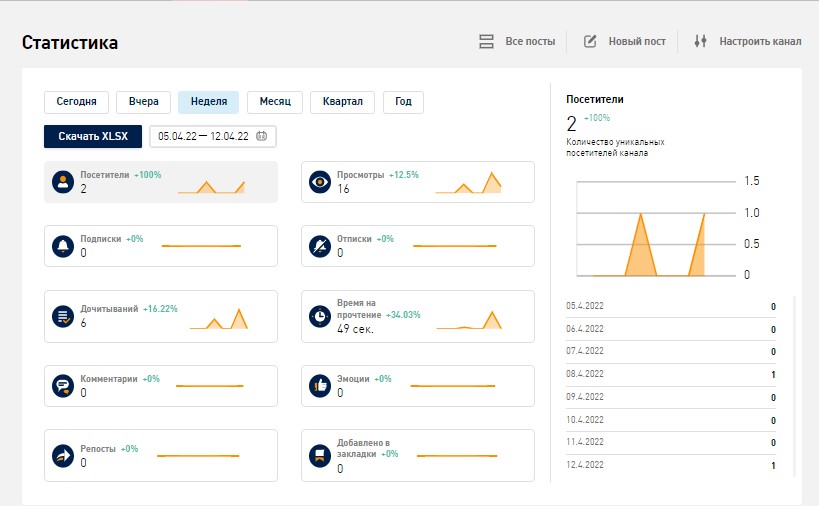 Статистика
Все посты
Новый пост
Настроить канал
Сегодня
Вчера
Неделя
Месяц
Квартал
Год
Скачать XLSX
05.04.22 — 12.04.22
Посетители +100%
2
Просмотры +12.5%
16
Подписки +0%
0
Отписки +0%
0
Дочитываний +16.22%
6
Время на
прочтение +34.03%
49 сек.
Комментарии +0%
0
Эмоции +0%
0
Репосты +0%
0
Добавлено в
закладки +0%
0
Посетители
2 +100%
Количество уникальных
посетителей канала
1.5
1.0
0.5
0
05.4.2022 0
06.4.2022 0
07.4.2022 0
08.4.2022 1
09.4.2022 0
10.4.2022 0
11.4.2022 0
12.4.2022 1